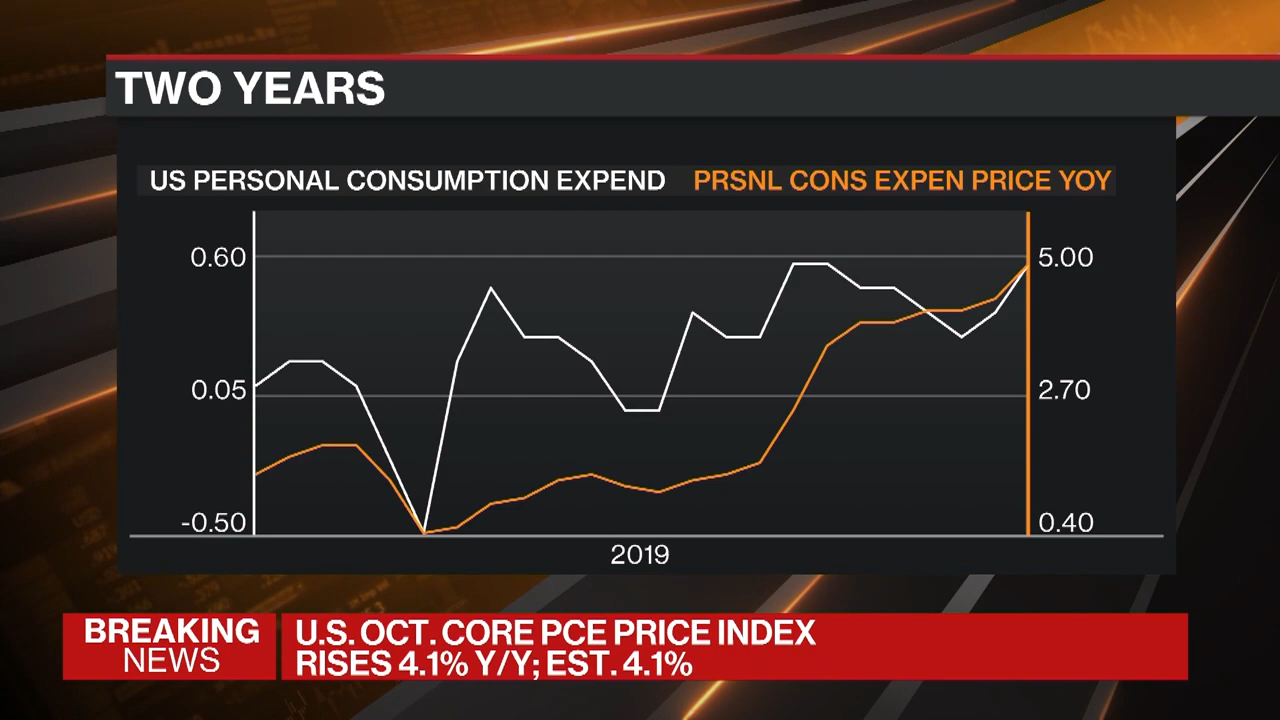 TWO YEARS
US PERSONAL CONSUMPTION EXPEND PRSNL CONS EXPEN PRICE YOY
0.60 5.00
0.05 2.70
-0.50 0.40
2019
BREAKING NEWS
U.S. OCT. CORE PCE PRICE INDEX
RISES 4.1% Y/Y; EST. 4.1%